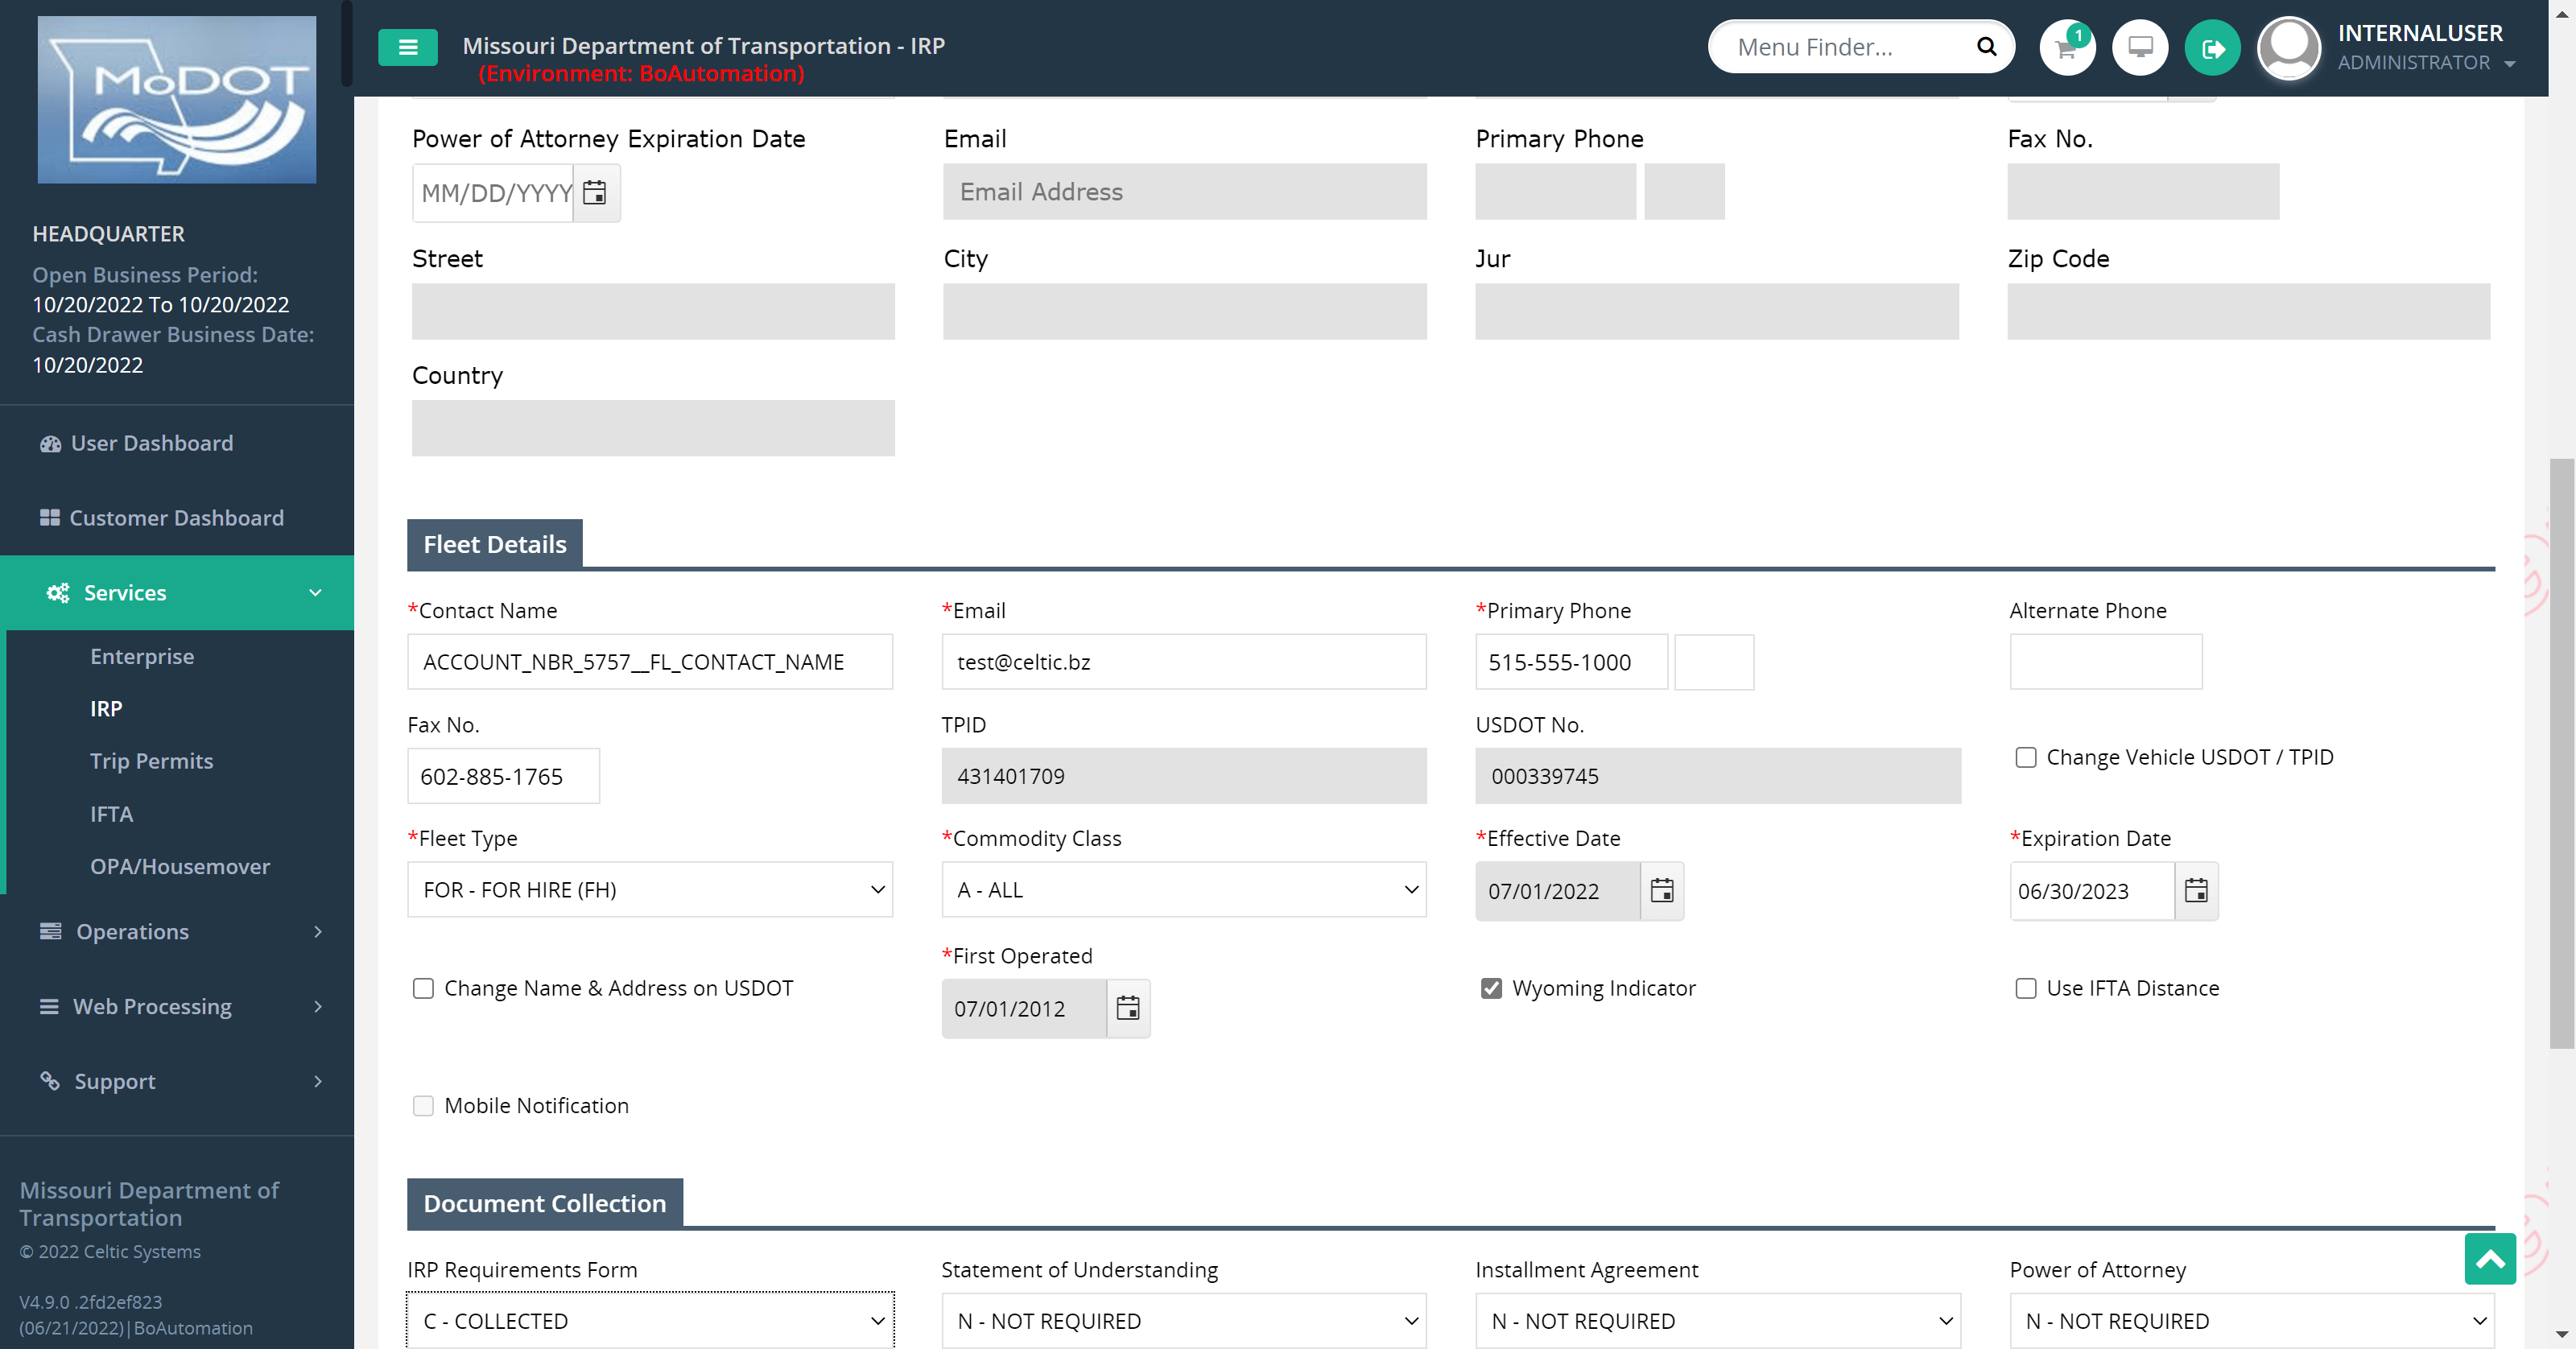 MoDOT
Missouri Department of Transportation - IRP
(Environment: BoAutomation)
Menu Finder...
1
INTERNALUSER
ADMINISTRATOR
HEADQUARTER
Open Business Period:
10/20/2022 To 10/20/2022
Cash Drawer Business Date:
10/20/2022
User Dashboard
Customer Dashboard
Services
Enterprise
IRP
Trip Permits
IFTA
OPA/Housemover
Operations
Web Processing
Support
Missouri Department of
Transportation
© 2022 Celtic Systems
V4.9.0 .2fd2ef823
(06/21/2022)|BoAutomation
Power of Attorney Expiration Date
Email
Primary Phone
Fax No.
MM/DD/YYYY
Email Address
Street
City
Jur
Zip Code
Country
Fleet Details
*Contact Name
*Email
*Primary Phone
Alternate Phone
ACCOUNT_NBR_5757__FL_CONTACT_NAME
test@celtic.bz
515-555-1000
Fax No.
TPID
USDOT No.
602-885-1765
431401709
000339745
Change Vehicle USDOT / TPID
*Fleet Type
*Commodity Class
*Effective Date
*Expiration Date
FOR - FOR HIRE (FH)
A - ALL
07/01/2022
06/30/2023
Change Name & Address on USDOT
*First Operated
07/01/2012
Wyoming Indicator
Use IFTA Distance
Mobile Notification
Document Collection
IRP Requirements Form
Statement of Understanding
Installment Agreement
Power of Attorney
C - COLLECTED
N - NOT REQUIRED
N - NOT REQUIRED
N - NOT REQUIRED